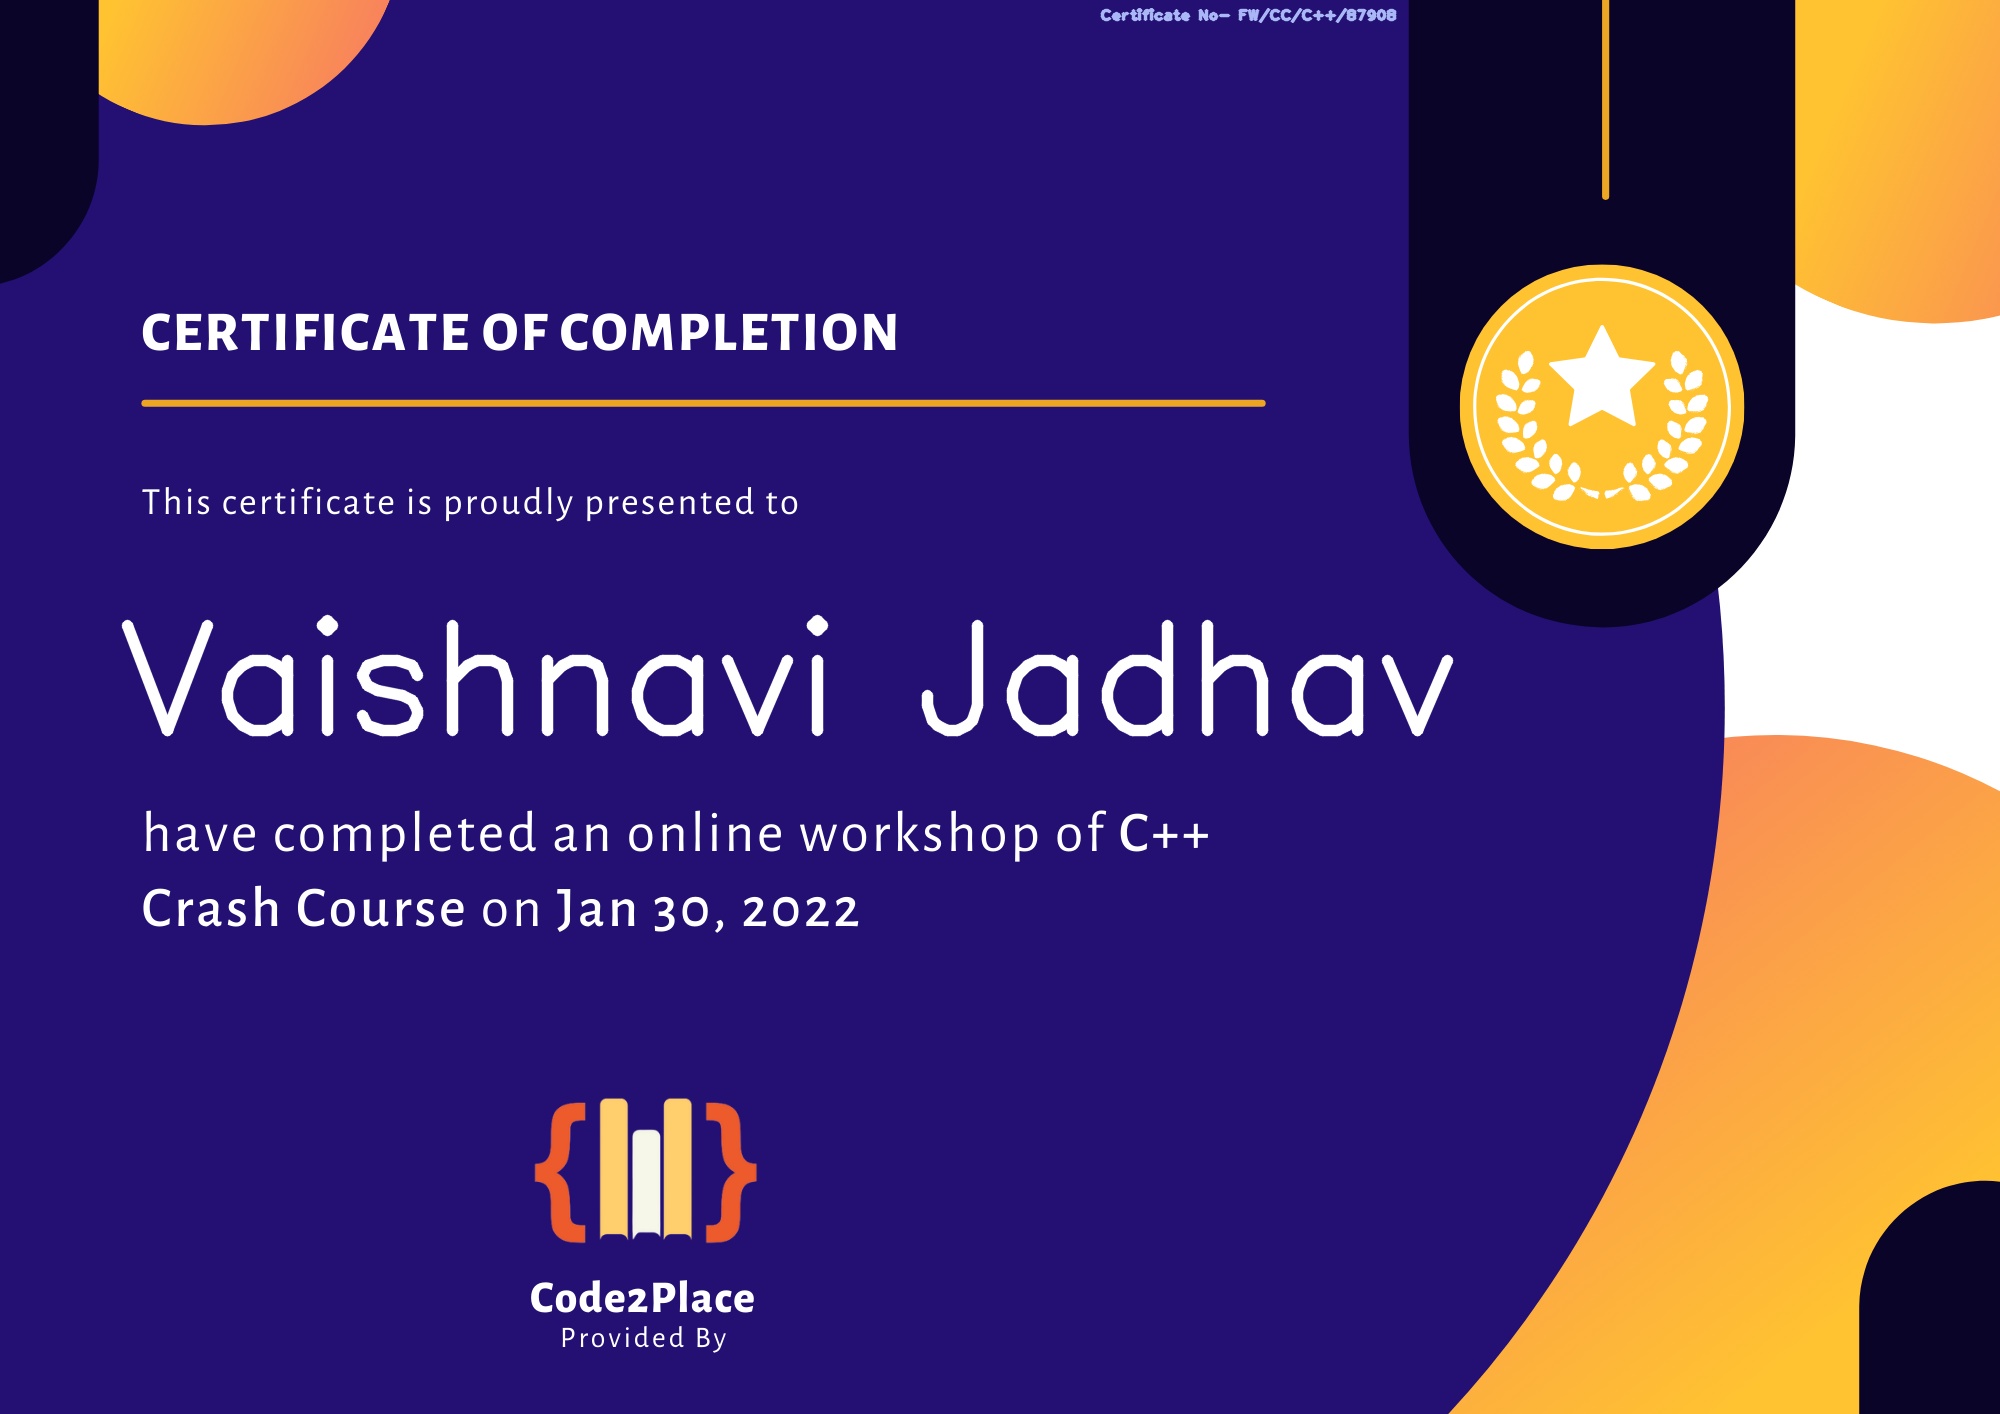 Certificate No- FW/CC/C++/87908
CERTIFICATE OF COMPLETION
This certificate is proudly presented to
Vaishnavi Jadhav
have completed an online workshop of C++
Crash Course on Jan 30, 2022
Code2Place
Provided By